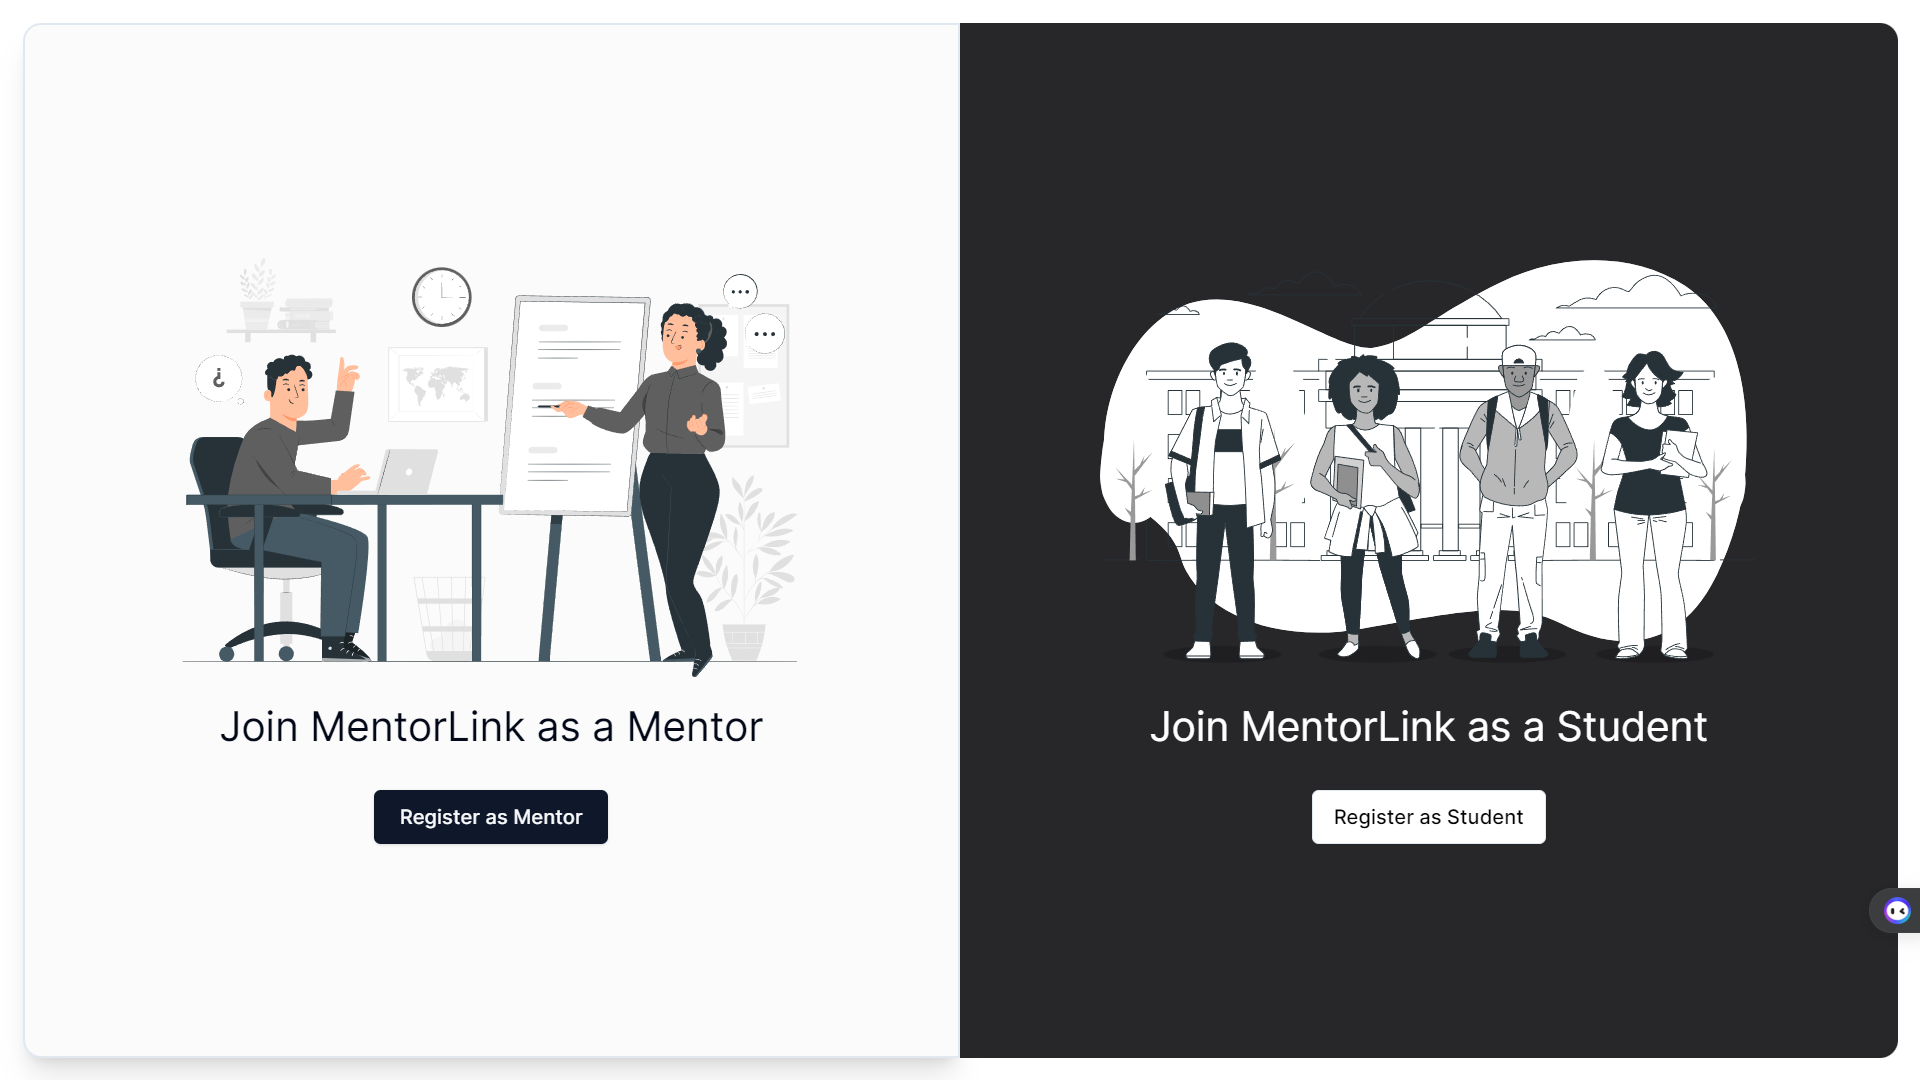 ¿
Join MentorLink as a Mentor
Register as Mentor
Join MentorLink as a Student
Register as Student